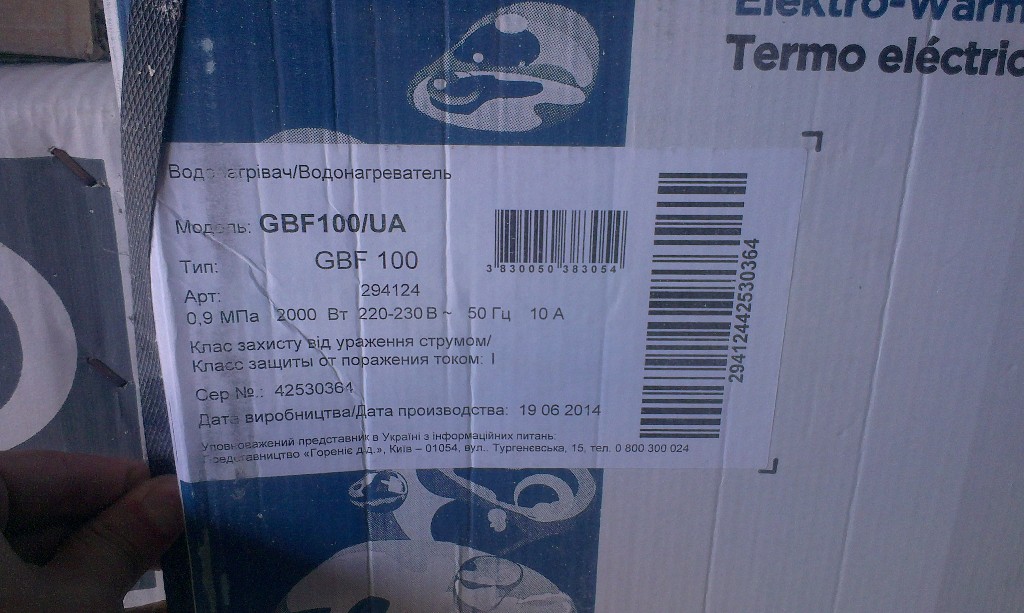 Elektro-Warm
Termo eléctric
Водонагрівач/Водонагреватель
Модель: GBF100/UA
Тип: GBF 100
Арт: 294124
0,9 МПа 2000 Вт 220-230 В ~ 50 Гц 10 А
Клас захисту від ураження струмом/
Класс защиты от поражения током: I
Сер №.: 42530364
Дата виробництва/Дата производства: 19 06 2014
Уповноважений представник в Україні з інформаційних питань:
Представництво «Гореніє д.д.», Київ – 01054, вул.. Тургенєвська, 15, тел. 0 800 300 024
3 830050 383054
29412442530364